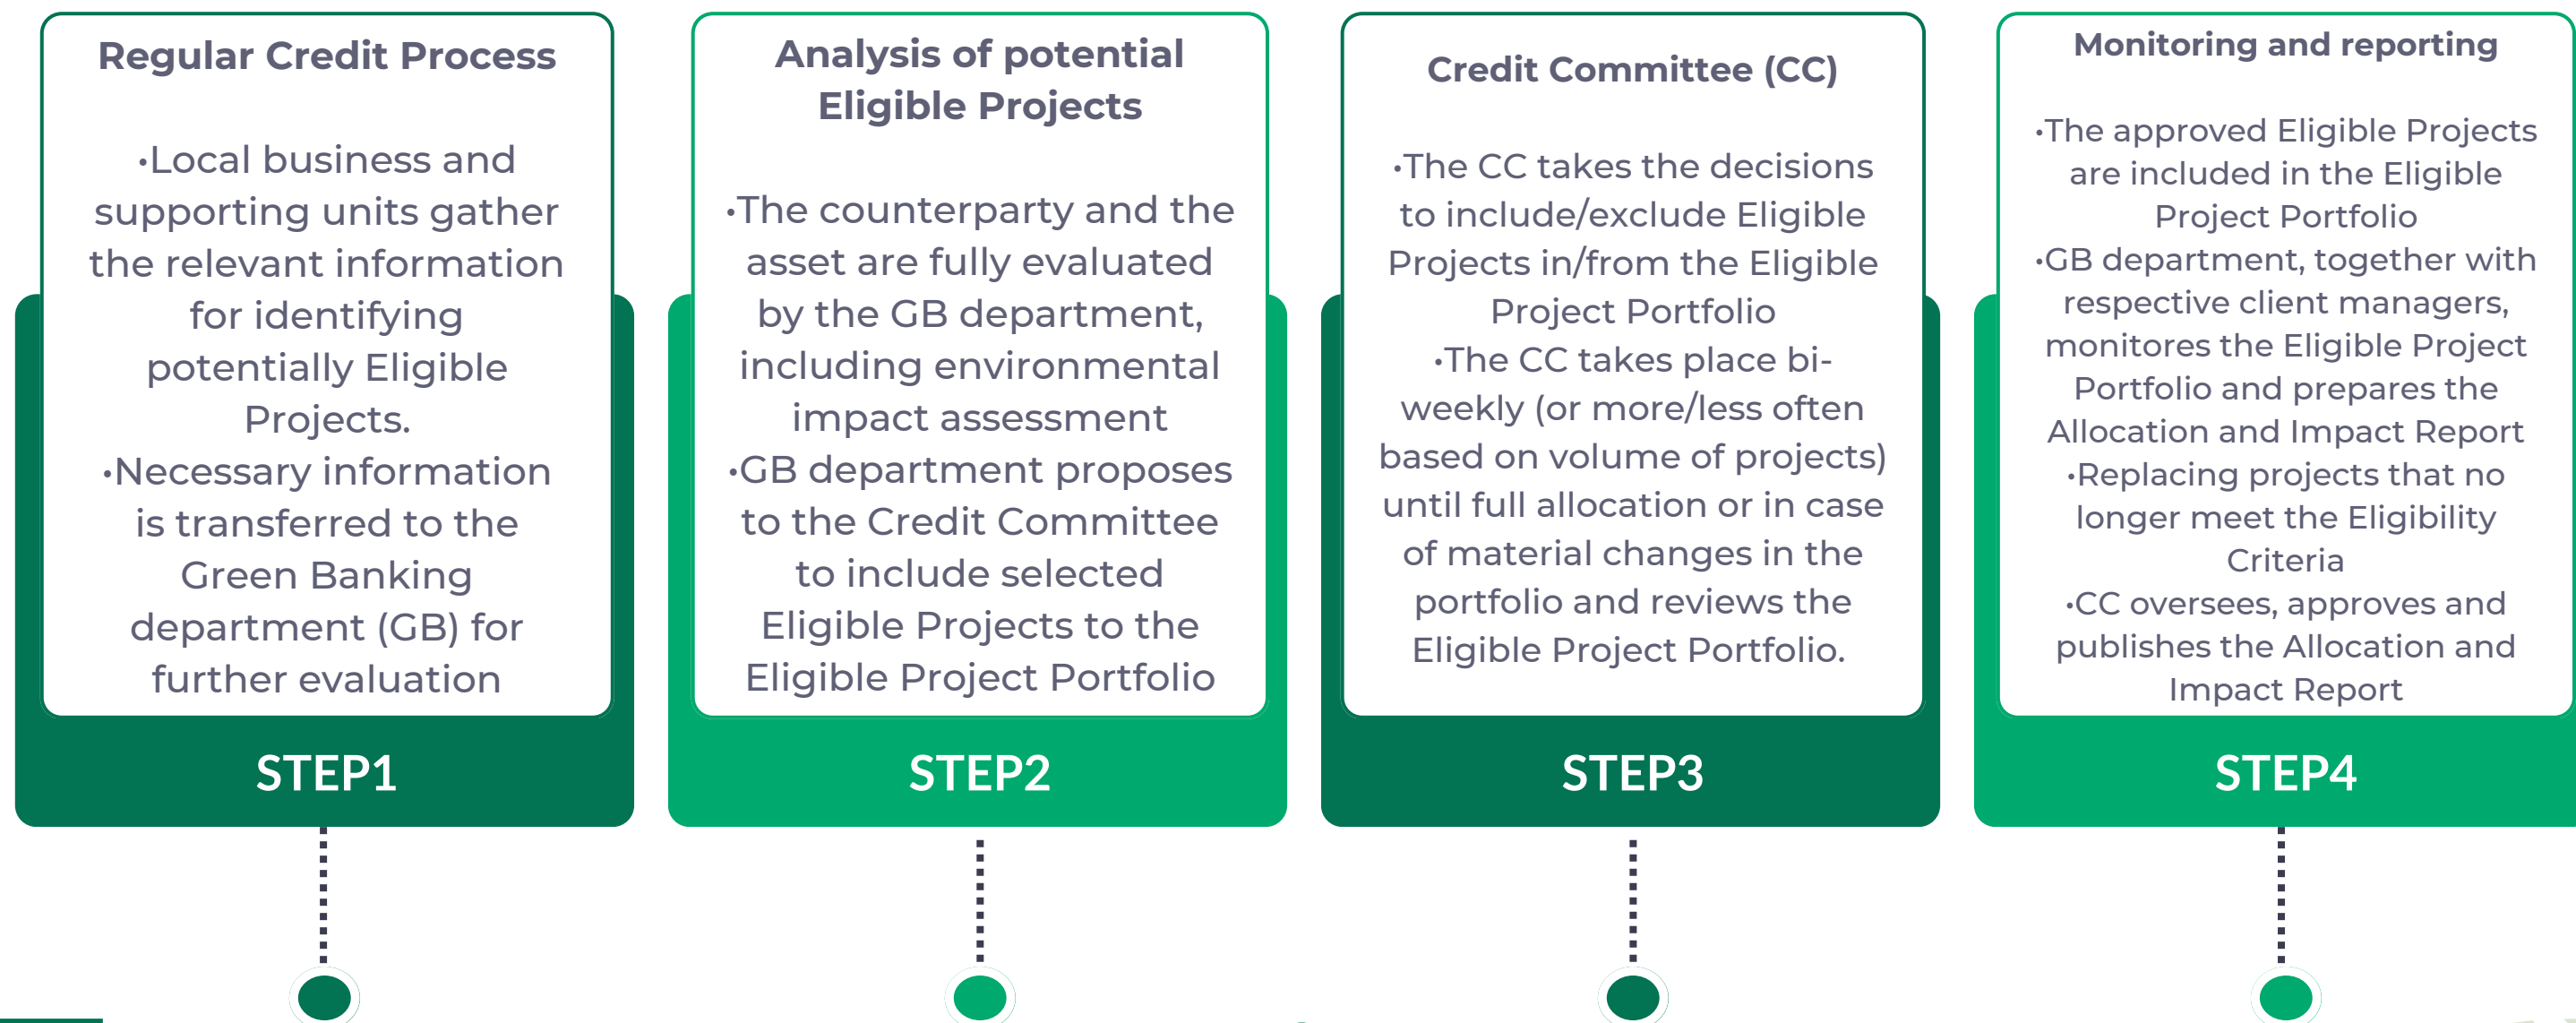 Regular Credit Process
•Local business and
supporting units gather
the relevant information
for identifying
potentially Eligible
Projects.
•Necessary information
is transferred to the
Green Banking
department (GB) for
further evaluation
STEP1
Analysis of potential
Eligible Projects
•The counterparty and the
asset are fully evaluated
by the GB department,
including environmental
impact assessment
•GB department proposes
to the Credit Committee
to include selected
Eligible Projects to the
Eligible Project Portfolio
STEP2
Credit Committee (CC)
•The CC takes the decisions
to include/exclude Eligible
Projects in/from the Eligible
Project Portfolio
•The CC takes place bi-
weekly (or more/less often
based on volume of projects)
until full allocation or in case
of material changes in the
portfolio and reviews the
Eligible Project Portfolio.
STEP3
Monitoring and reporting
•The approved Eligible Projects
are included in the Eligible
Project Portfolio
•GB department, together with
respective client managers,
monitores the Eligible Project
Portfolio and prepares the
Allocation and Impact Report
•Replacing projects that no
longer meet the Eligibility
Criteria
•CC oversees, approves and
publishes the Allocation and
Impact Report
STEP4